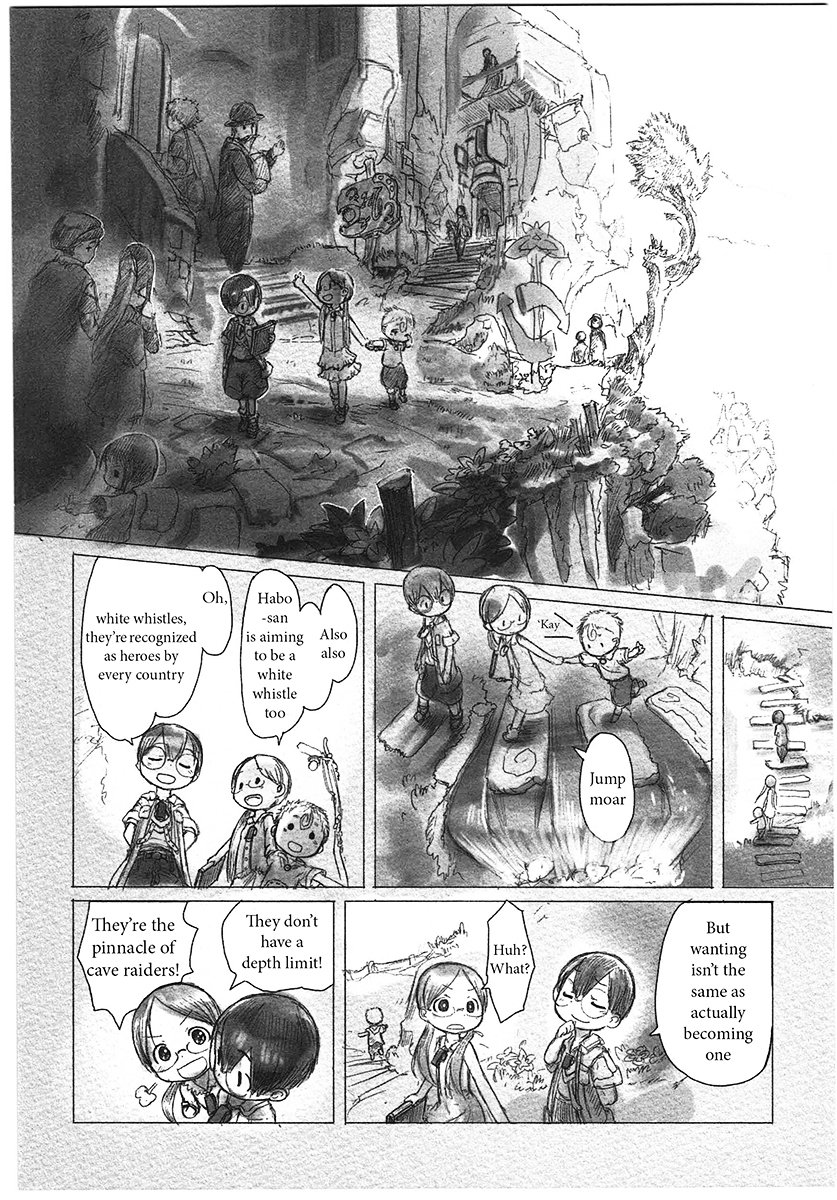 'Kay
Jump
moar
Also
also
Habo
-san
is aiming
to be a
white
whistle
too
Oh,
white whistles,
they're recognized
as heroes by
every country
But
wanting
isn't the
same as
actually
becoming
one
Huh?
What?
They don't
have a
depth limit!
They're the
pinnacle of
cave raiders!